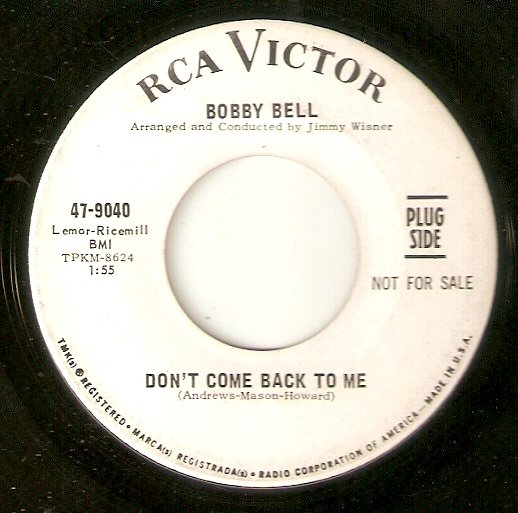 RCA VICTOR
BOBBY BELL
Arranged and Conducted by Jimmy Wisner
47-9040
Lemor-Ricemill
BMI
TPKM-8624
1:55
PLUG
SIDE
NOT FOR SALE
DON'T COME BACK TO ME
(Andrews-Mason-Howard)
TMK(s) ® REGISTERED • MARCA(s) REGISTRADA(s) • RADIO CORPORATION OF AMERICA—MADE IN U.S.A.